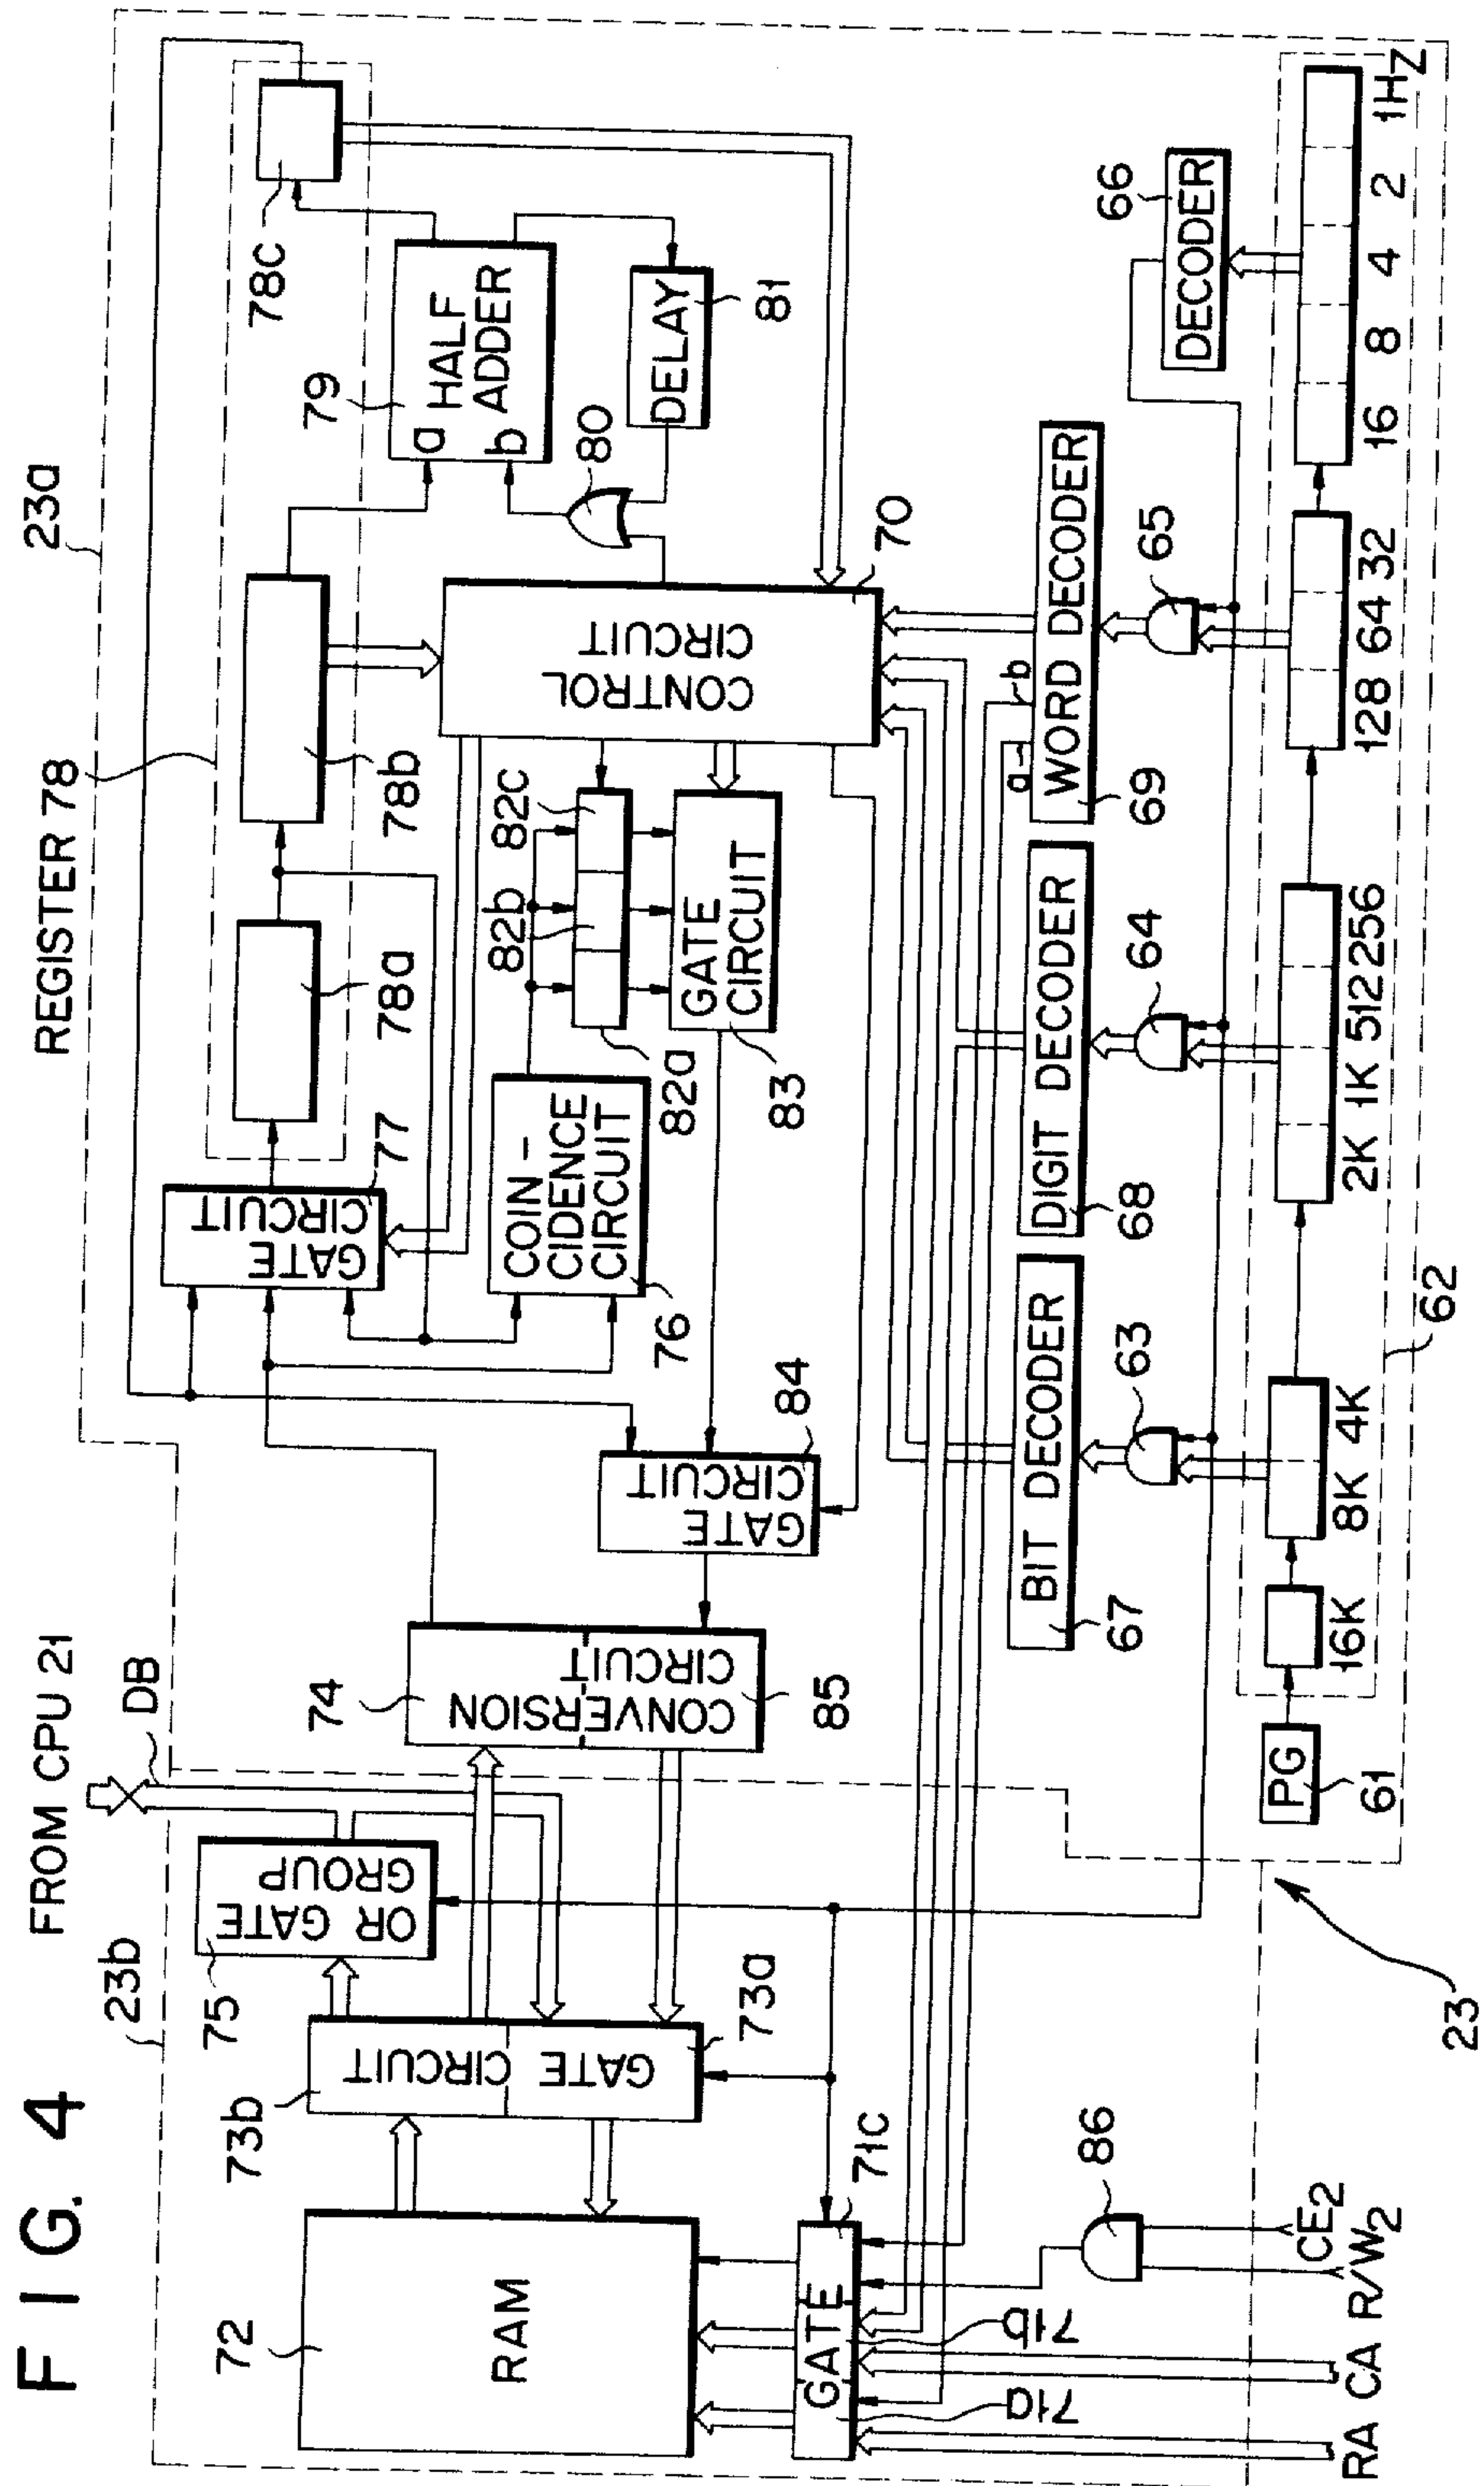 FIG. 4
FROM CPU 21
DB
23b
23a
REGISTER 78
72
RAM
73b
GATE CIRCUIT
73a
75
OR GATE GROUP
74
CONVERSION CIRCUIT
85
84
GATE CIRCUIT
77
GATE CIRCUIT
78a
78b
78c
79
a HALF ADDER
b
80
DELAY
81
76
COIN-
CIDENCE
CIRCUIT
82a
82b
82c
GATE CIRCUIT
83
CONTROL CIRCUIT
70
71a
71b
71c
GATE
86
RA
CA
R/W2
CE2
BIT DECODER
67
DIGIT DECODER
68
a
b
WORD DECODER
69
DECODER
66
63
64
65
PG
61
16K
8K 4K
2K 1K 512 256
128 64 32
16 8 4 2 1Hz
62
23